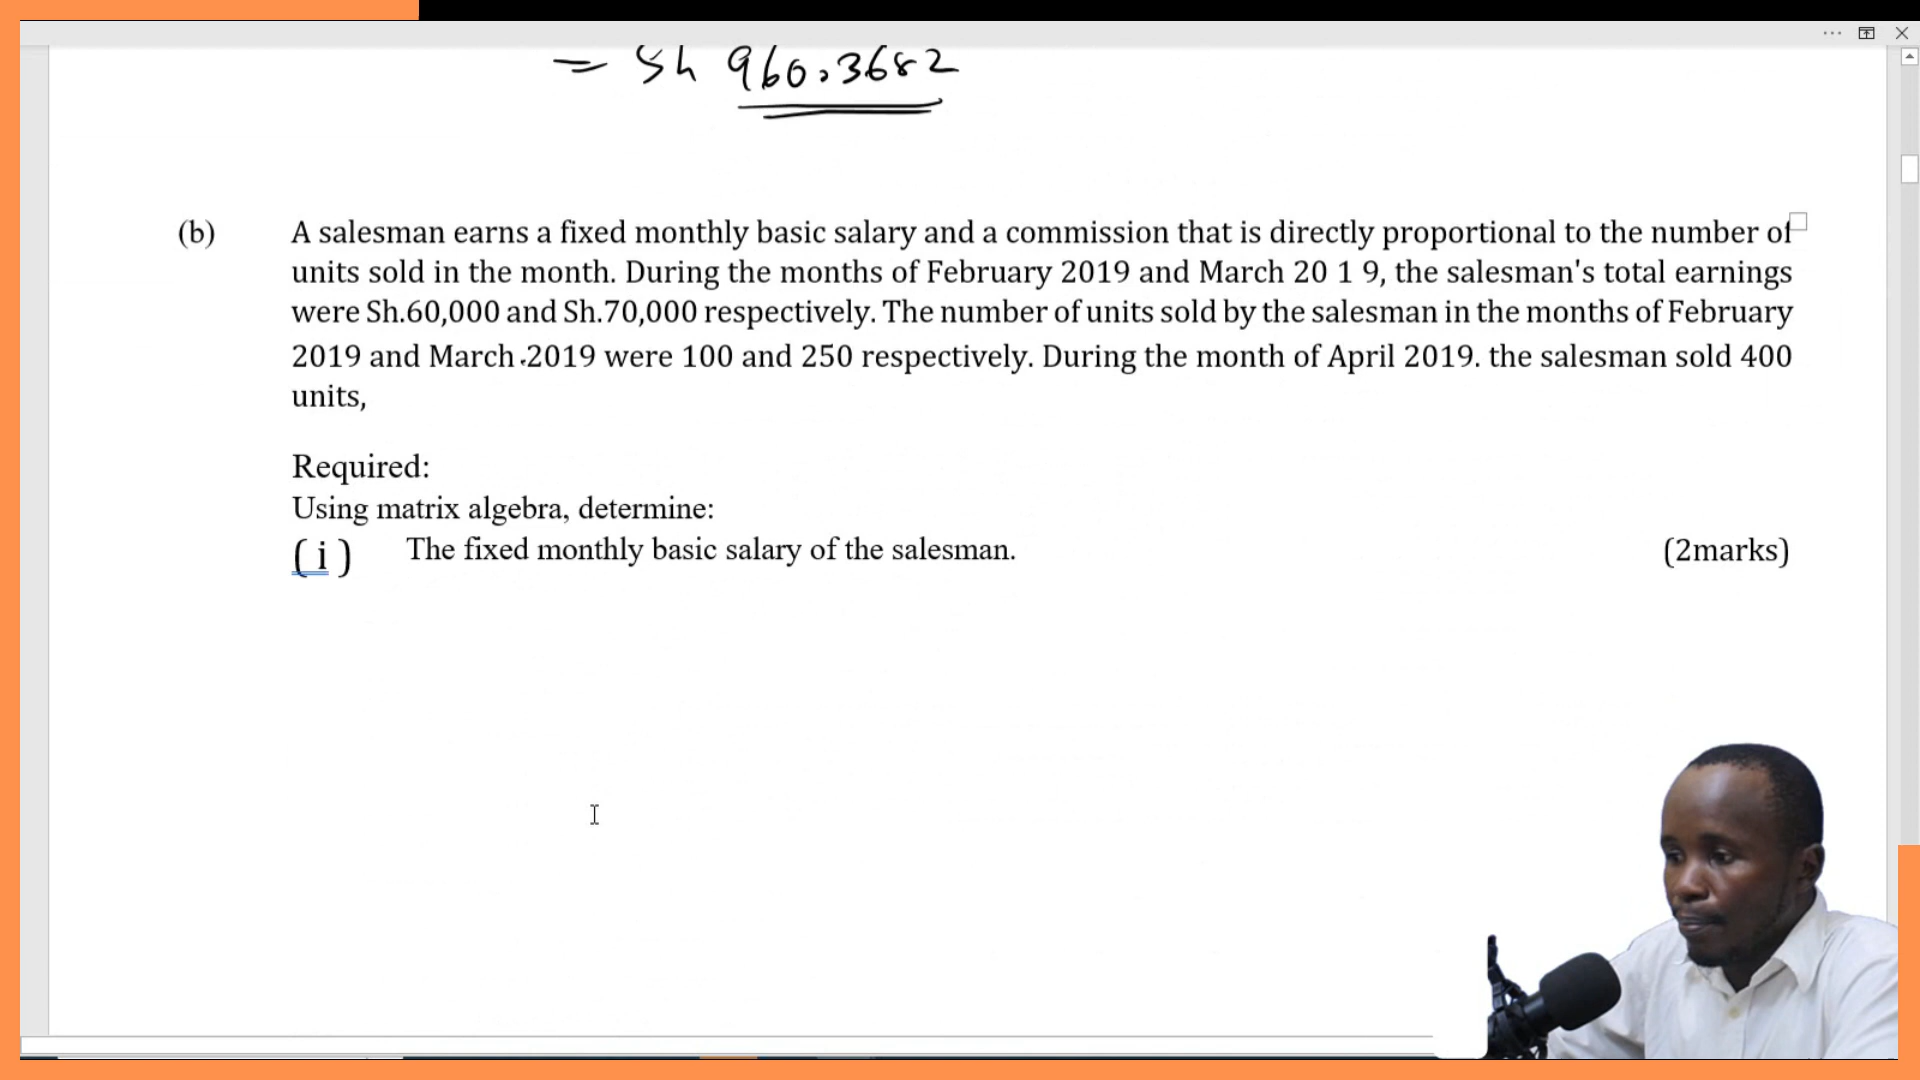 = Sh 960.3682
(b) A salesman earns a fixed monthly basic salary and a commission that is directly proportional to the number of
units sold in the month. During the months of February 2019 and March 20 1 9, the salesman's total earnings
were Sh.60,000 and Sh.70,000 respectively. The number of units sold by the salesman in the months of February
2019 and March .2019 were 100 and 250 respectively. During the month of April 2019. the salesman sold 400
units,
Required:
Using matrix algebra, determine:
(i) The fixed monthly basic salary of the salesman. (2marks)